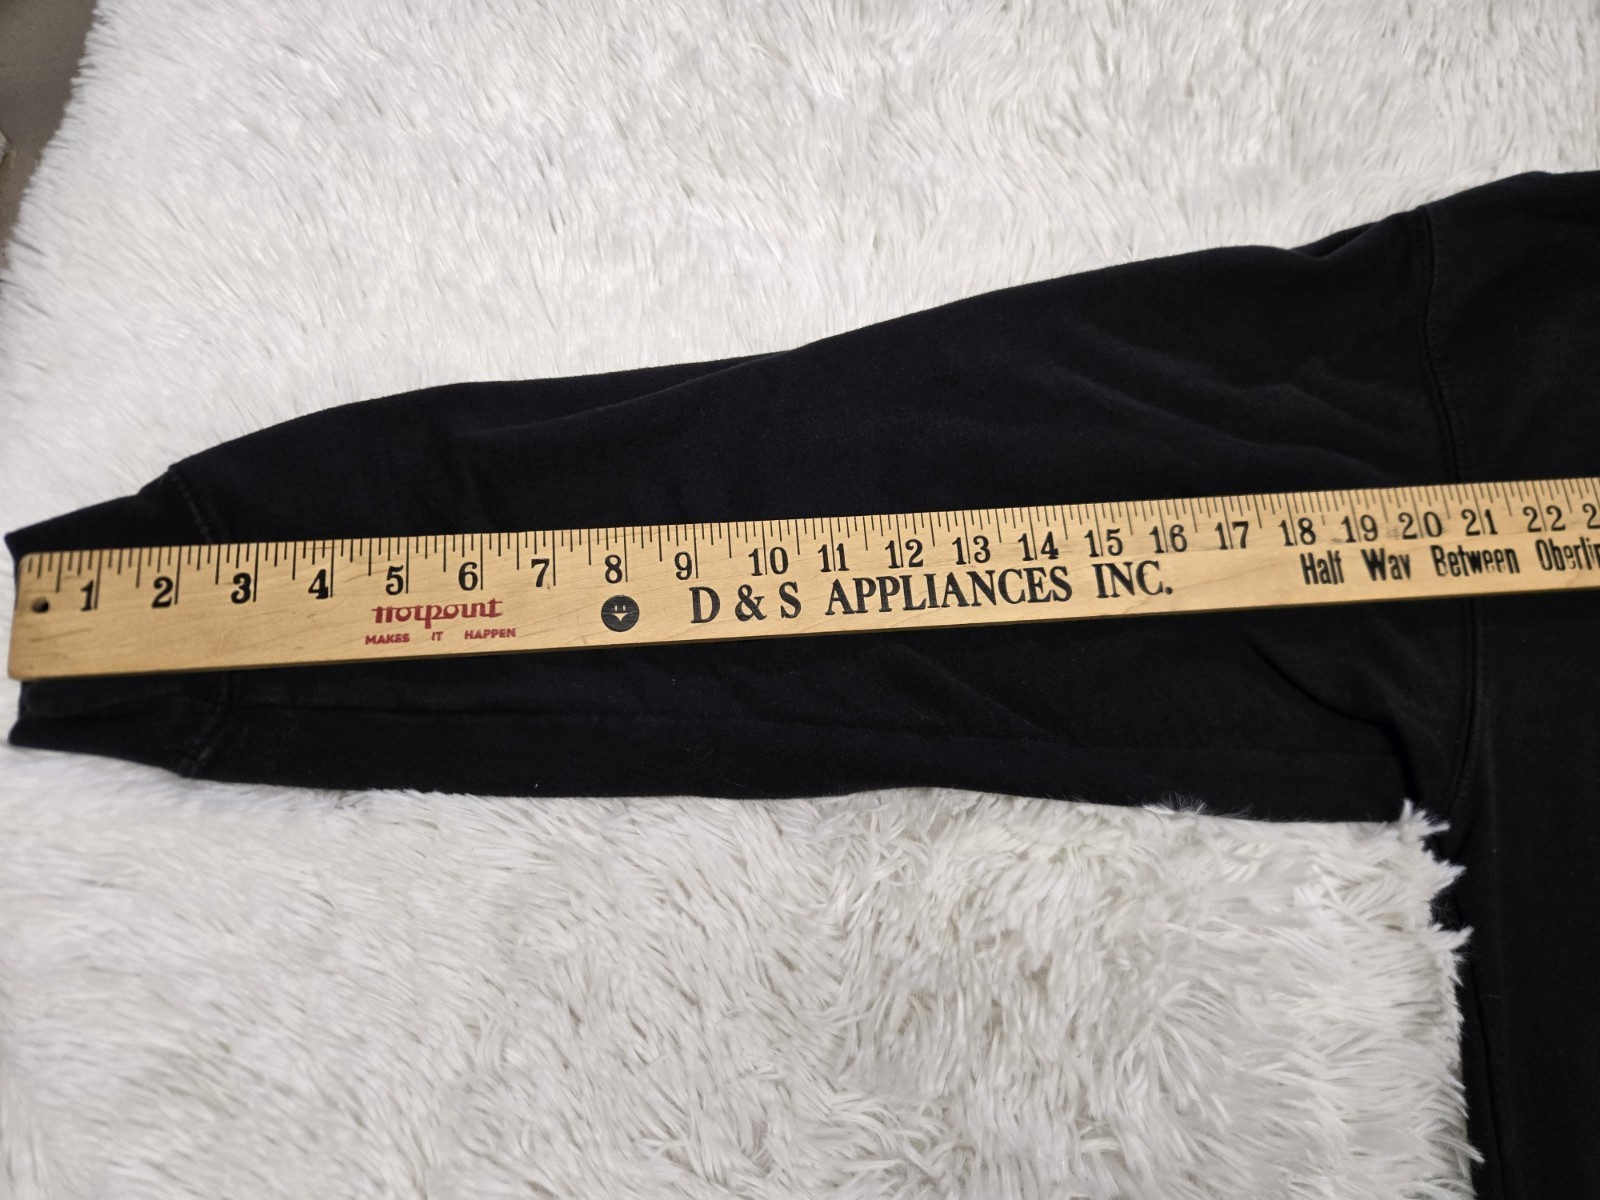 1 2 3 4 5 6 7 8 9 10 11 12 13 14 15 16 17 18 19 20 21 22 2
Hotpoint
MAKES IT HAPPEN
D & S APPLIANCES INC.
Half Way Between